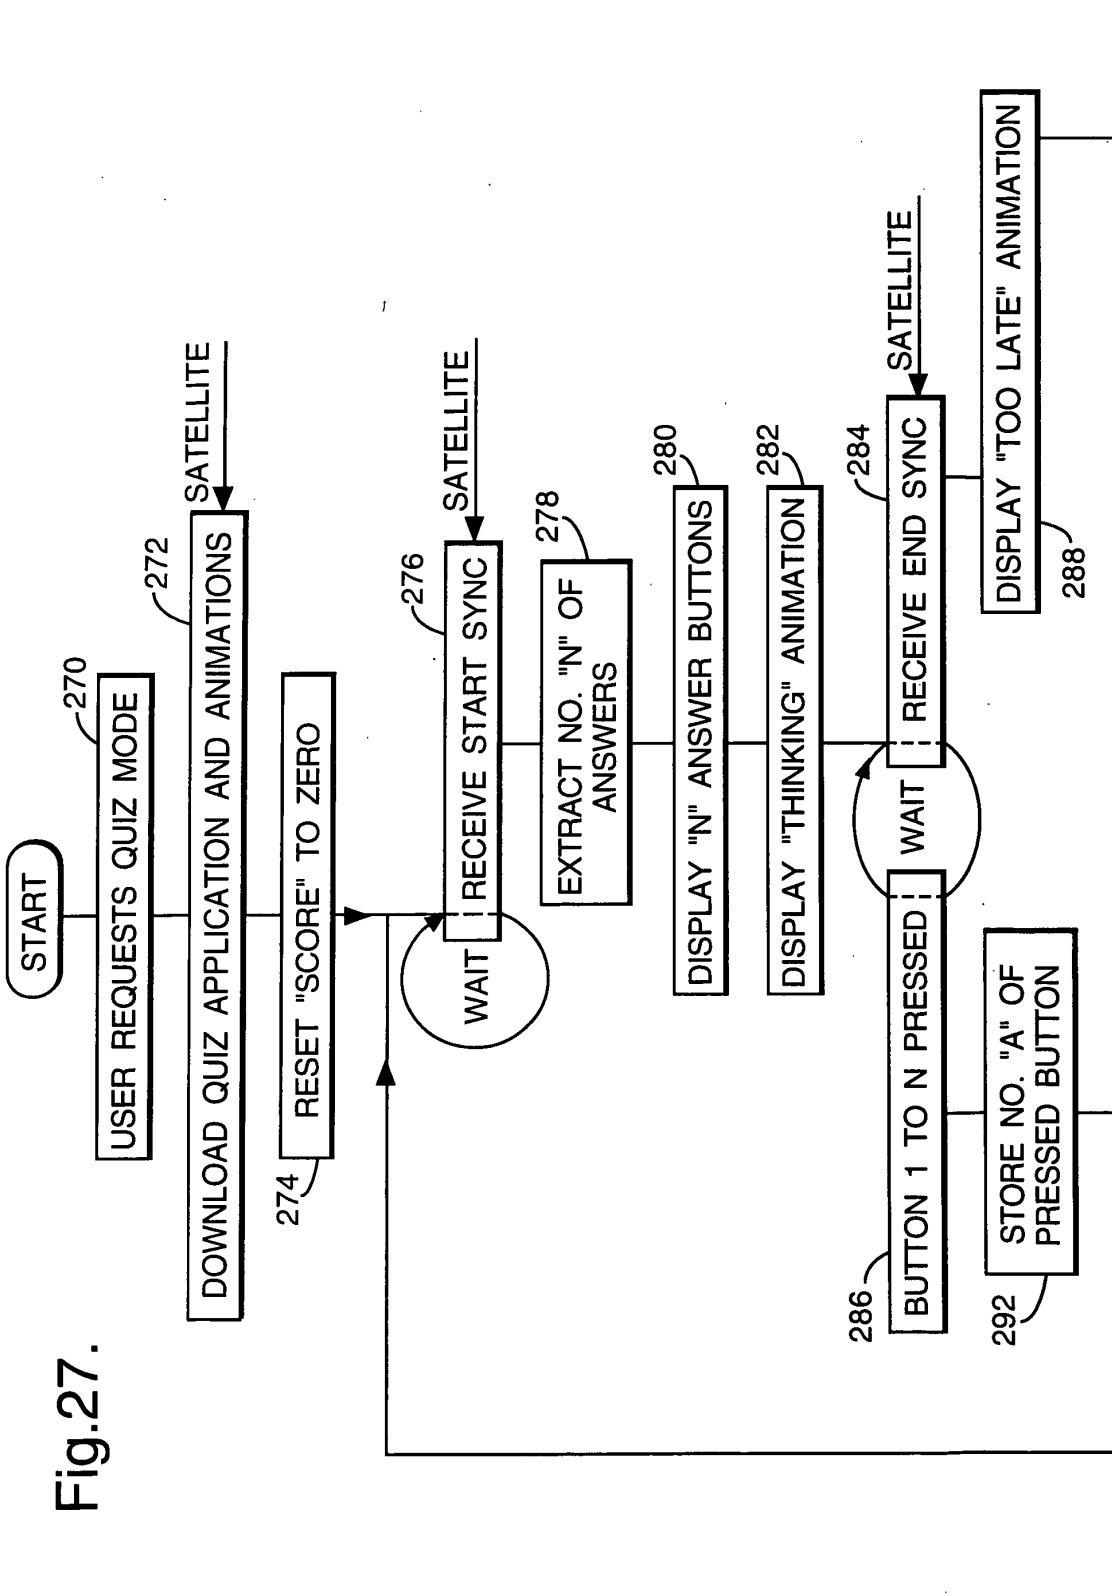 Fig.27.
START
270
USER REQUESTS QUIZ MODE
272
DOWNLOAD QUIZ APPLICATION AND ANIMATIONS
SATELLITE
274
RESET "SCORE" TO ZERO
276
WAIT
RECEIVE START SYNC
SATELLITE
278
EXTRACT NO. "N" OF
ANSWERS
280
DISPLAY "N" ANSWER BUTTONS
282
DISPLAY "THINKING" ANIMATION
286
BUTTON 1 TO N PRESSED
WAIT
284
RECEIVE END SYNC
SATELLITE
292
STORE NO. "A" OF
PRESSED BUTTON
DISPLAY "TOO LATE" ANIMATION
288